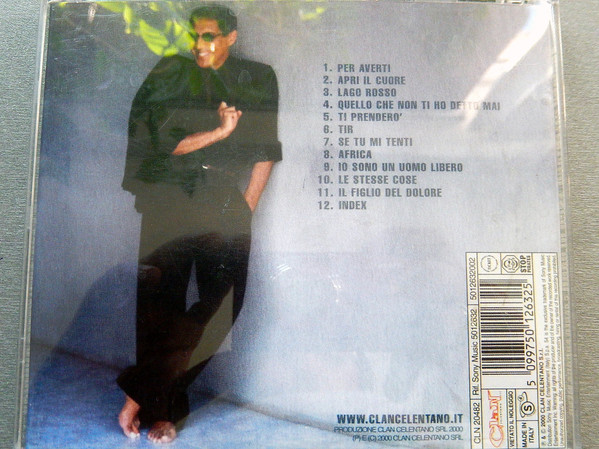 1. PER AVERTI
2. APRI IL CUORE
3. LAGO ROSSO
4. QUELLO CHE NON TI HO DETTO MAI
5. TI PRENDERO'
6. TIR
7. SE TU MI TENTI
8. AFRICA
9. IO SONO UN UOMO LIBERO
10. LE STESSE COSE
11. IL FIGLIO DEL DOLORE
12. INDEX
WWW.CLANCELENTANO.IT
PRODUZIONE CLAN CELENTANO SRL 2000
(P) E (C) 2000 CLAN CELENTANO SRL
CLN 20482
Rif. Sony Music 5012632
5012632002
5 099750 126325
STOP
Clan
VIETATO IL NOLEGGIO
MADE IN
ITALY
S
℗ © 2000 CLAN CELENTANO S.r.l.